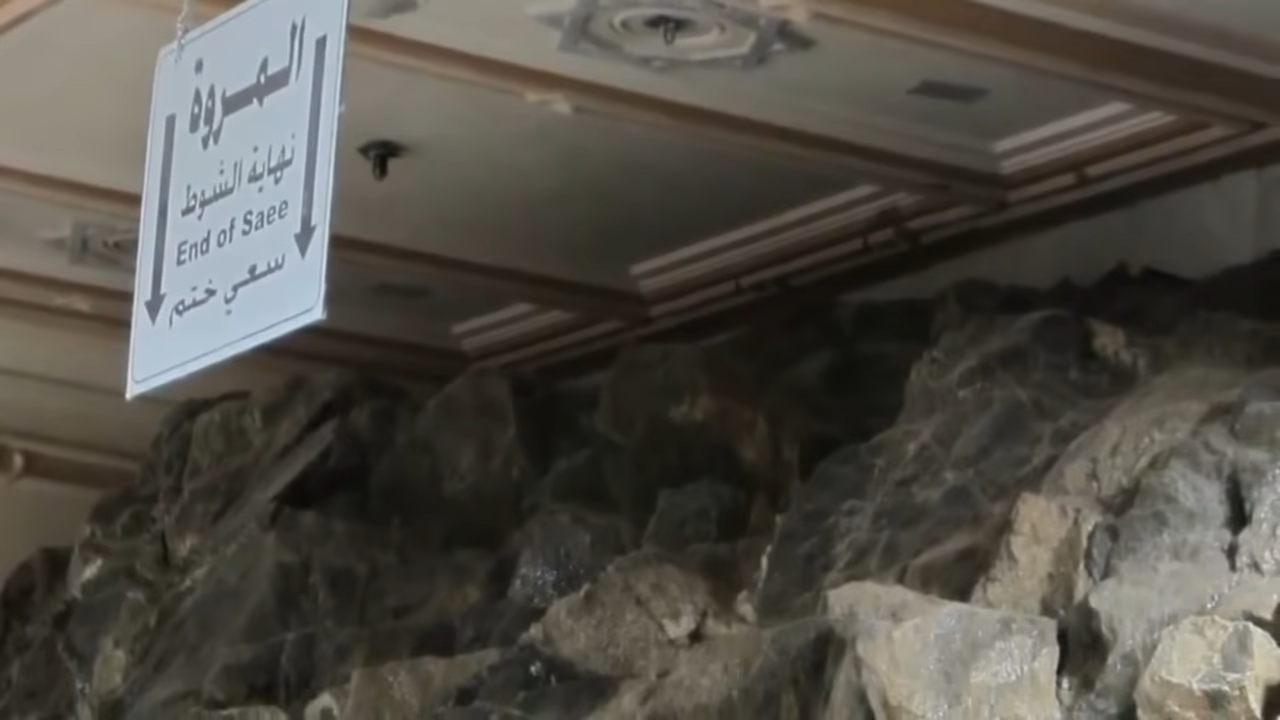 المروة
نهاية الشوط
End of Saee
سعي ختم